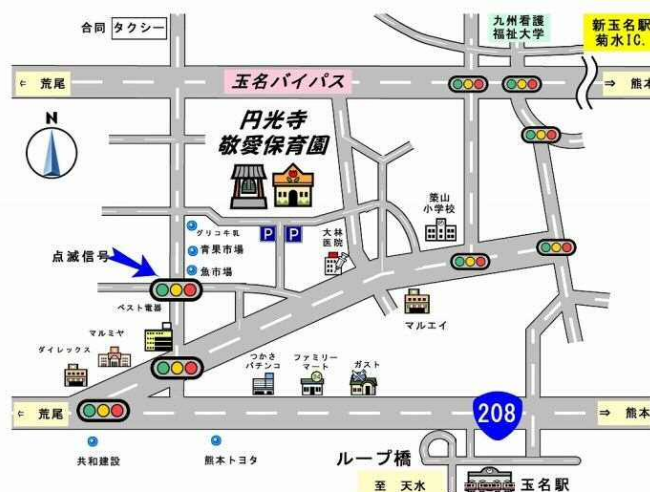 合同 タクシー
九州看護
福祉大学
新玉名駅
菊水IC.
⇐ 荒尾
玉名バイパス
⇒ 熊本
N
円光寺
敬愛保育園
築山
小学校
グリコ牛乳
P P
大林
医院
青果市場
点滅信号
魚市場
ベスト電器
マルエイ
マルミヤ
ダイレックス
つかさ
パチンコ
ファミリー
マート
ガスト
⇐ 荒尾
208
⇒ 熊本
共和建設
熊本トヨタ
ループ橋
至 天水
玉名駅